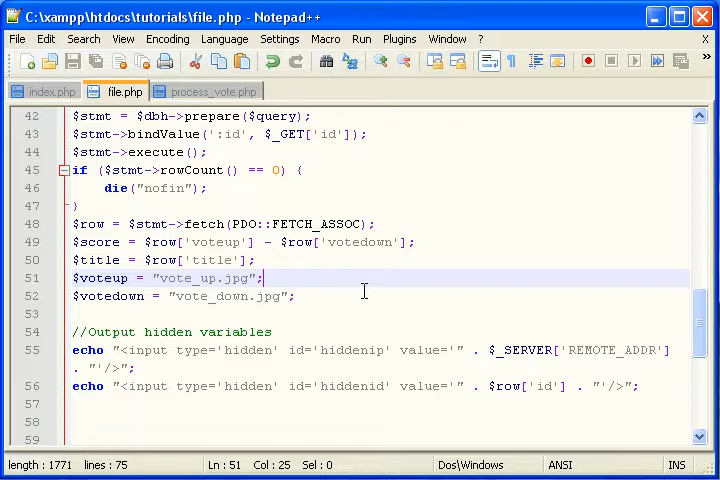 C:\xampp\htdocs\tutorials\file.php - Notepad++
File Edit Search View Encoding Language Settings Macro Run Plugins Window ? X
index.php file.php process_vote.php
42 $stmt = $dbh->prepare($query);
43 $stmt->bindValue(':id', $_GET['id']);
44 $stmt->execute();
45 if ($stmt->rowCount() == 0) {
46 die("nofin");
47 }
48 $row = $stmt->fetch(PDO::FETCH_ASSOC);
49 $score = $row['voteup'] - $row['votedown'];
50 $title = $row['title'];
51 $voteup = "vote_up.jpg";
52 $votedown = "vote_down.jpg";
53
54 //Output hidden variables
55 echo "<input type='hidden' id='hiddenip' value='" . $_SERVER['REMOTE_ADDR']
. "'/>";
56 echo "<input type='hidden' id='hiddenid' value='" . $row['id'] . "'/>";
57
58
59
length : 1771 lines : 75 Ln : 51 Col : 25 Sel : 0 Dos\Windows ANSI INS